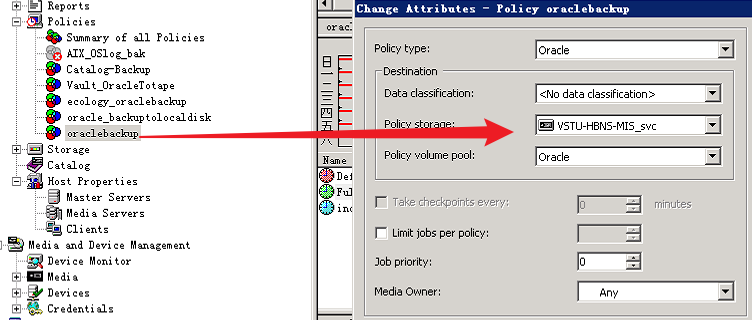 Reports
Policies
Summary of all Policies
AIX_OSlog_bak
Catalog-Backup
Vault_OracleTotape
ecology_oraclebackup
oracle_backuptolocaldisk
oraclebackup
Storage
Catalog
Host Properties
Master Servers
Media Servers
Clients
Media and Device Management
Device Monitor
Media
Devices
Credentials
orac
日
一
二
三
四
五
六
Name
Def
Ful
inc
Change Attributes - Policy oraclebackup
Policy type: Oracle
Destination
Data classification: <No data classification>
Policy storage: VSTU-HBNS-MIS_svc
Policy volume pool: Oracle
Take checkpoints every: 0 minutes
Limit jobs per policy:
Job priority: 0
Media Owner: Any